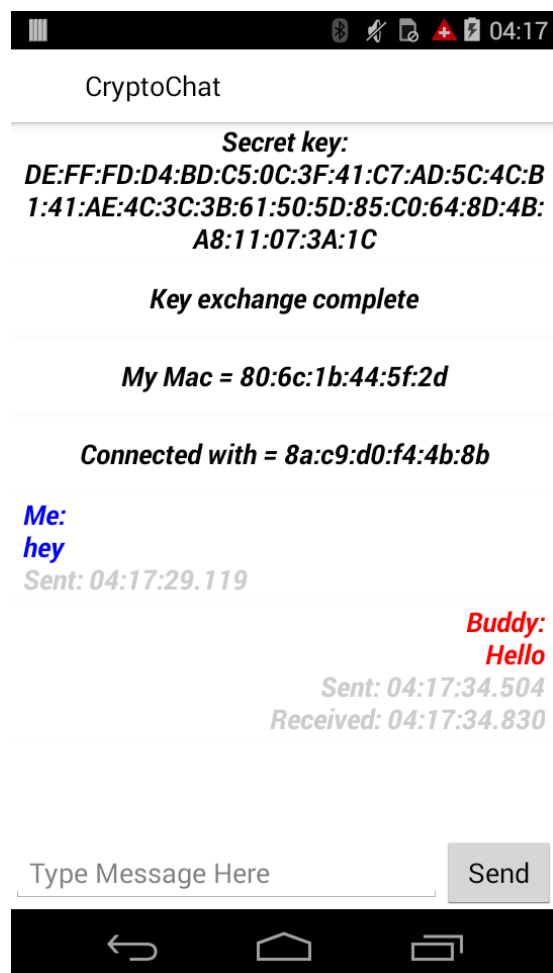 04:17
CryptoChat
Secret key:
DE:FF:FD:D4:BD:C5:0C:3F:41:C7:AD:5C:4C:B
1:41:AE:4C:3C:3B:61:50:5D:85:C0:64:8D:4B:
A8:11:07:3A:1C
Key exchange complete
My Mac = 80:6c:1b:44:5f:2d
Connected with = 8a:c9:d0:f4:4b:8b
Me:
hey
Sent: 04:17:29.119
Buddy:
Hello
Sent: 04:17:34.504
Received: 04:17:34.830
Type Message Here
Send